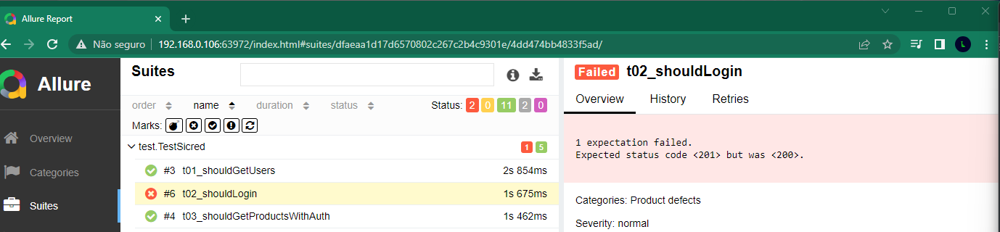 Allure Report
Não seguro
192.168.0.106:63972/index.html#suites/dfaeaa1d17d6570802c267c2b4c9301e/4dd474bb4833f5ad/
L
Allure
Overview
Categories
Suites
Suites
order name duration status Status: 2 0 11 2 0
Marks:
test.TestSicred 1 5
#3 t01_shouldGetUsers 2s 854ms
#6 t02_shouldLogin 1s 675ms
#4 t03_shouldGetProductsWithAuth 1s 462ms
Failed t02_shouldLogin
Overview History Retries
1 expectation failed.
Expected status code <201> but was <200>.
Categories: Product defects
Severity: normal